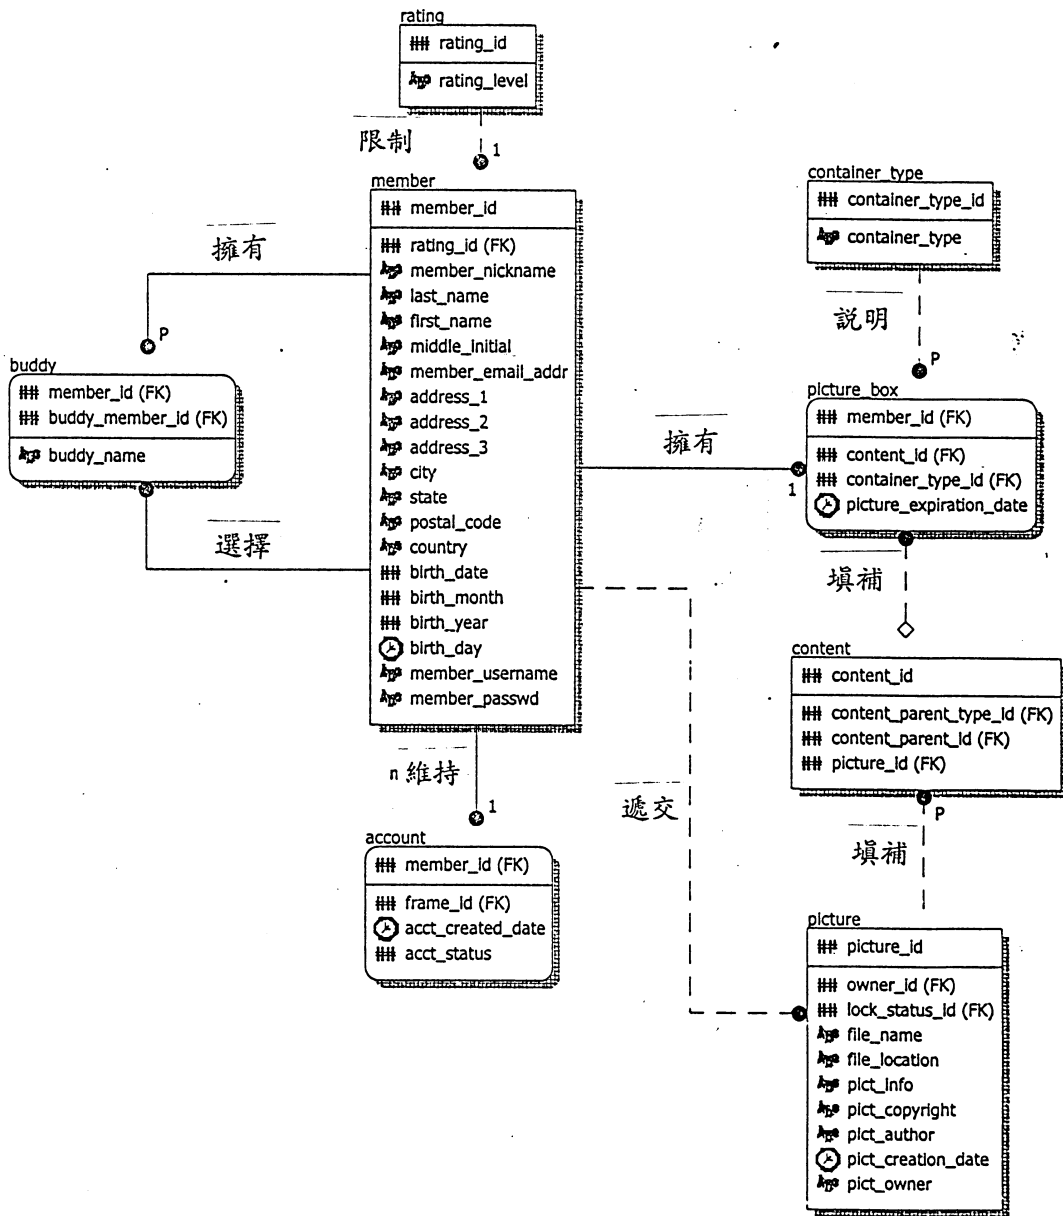 rating
rating_id
rating_level
限制
1
member
member_id
rating_id (FK)
member_nickname
last_name
first_name
middle_initial
member_email_addr
address_1
address_2
address_3
city
state
postal_code
country
birth_date
birth_month
birth_year
birth_day
member_username
member_passwd
擁有
P
buddy
member_id (FK)
buddy_member_id (FK)
buddy_name
選擇
n 維持
1
account
member_id (FK)
frame_id (FK)
acct_created_date
acct_status
container_type
container_type_id
container_type
説明
P
picture_box
member_id (FK)
content_id (FK)
container_type_id (FK)
picture_expiration_date
擁有
1
填補
content
content_id
content_parent_type_id (FK)
content_parent_id (FK)
picture_id (FK)
P
填補
遞交
picture
picture_id
owner_id (FK)
lock_status_id (FK)
file_name
file_location
pict_info
pict_copyright
pict_author
pict_creation_date
pict_owner